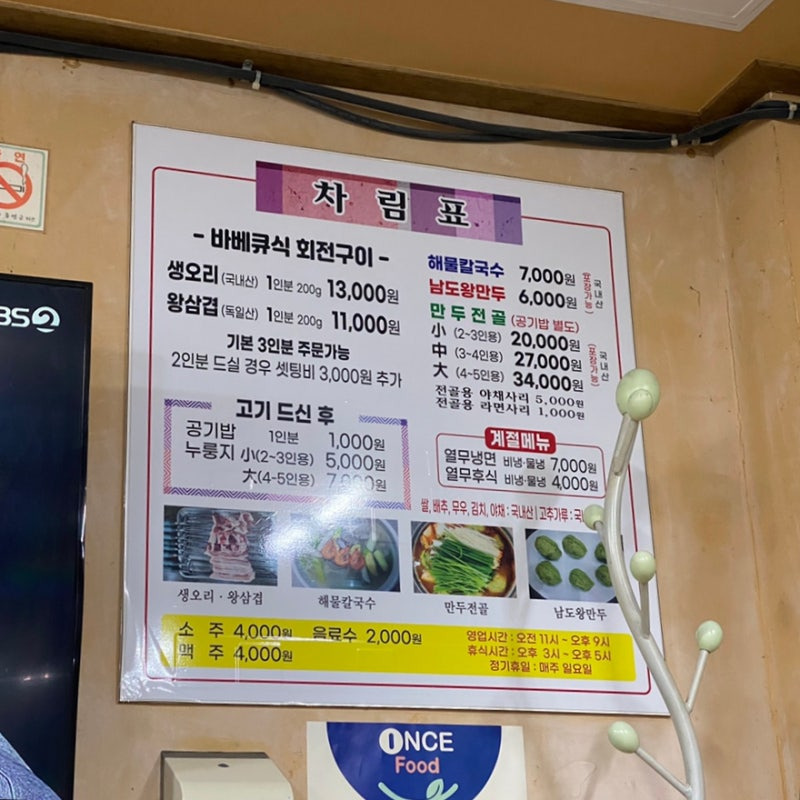 차림표
- 바베큐식 회전구이 -
생오리 (국내산) 1인분 200g 13,000원
왕삼겹 (독일산) 1인분 200g 11,000원
기본 3인분 주문가능
2인분 드실 경우 셋팅비 3,000원 추가
고기 드신 후
공기밥 1인분 1,000원
누룽지 小(2~3인용) 5,000원
大(4~5인용) 7,000원
해물칼국수 7,000원
남도왕만두 6,000원
국내산
(포장가능)
만두전골 (공기밥 별도)
小 (2~3인용) 20,000원
中 (3~4인용) 27,000원
大 (4~5인용) 34,000원
국내산
(포장가능)
전골용 야채사리 5,000원
전골용 라면사리 1,000원
계절메뉴
열무냉면 비냉·물냉 7,000원
열무후식 비냉·물냉 4,000원
쌀, 배추, 무우, 김치, 야채 : 국내산 | 고추가루 :
생오리 · 왕삼겹
해물칼국수
만두전골
남도왕만두
소주 4,000원 음료수 2,000원
맥주 4,000원
영업시간 : 오전 11시 ~ 오후 9시
휴식시간 : 오후 3시 ~ 오후 5시
정기휴일 : 매주 일요일
BS
ONCE
Food